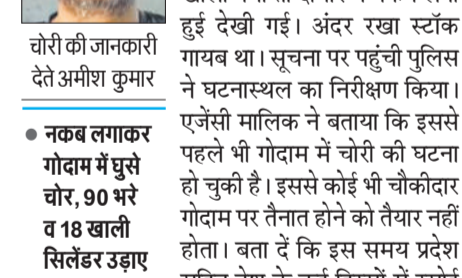 चोरी की जानकारी
देते अमीश कुमार
● नकब लगाकर
गोदाम में घुसे
चोर, 90 भरे
व 18 खाली
सिलेंडर उड़ाए
हुई देखी गई। अंदर रखा स्टॉक
गायब था। सूचना पर पहुंची पुलिस
ने घटनास्थल का निरीक्षण किया।
एजेंसी मालिक ने बताया कि इससे
पहले भी गोदाम में चोरी की घटना
हो चुकी है। इससे कोई भी चौकीदार
गोदाम पर तैनात होने को तैयार नहीं
होता। बता दें कि इस समय प्रदेश